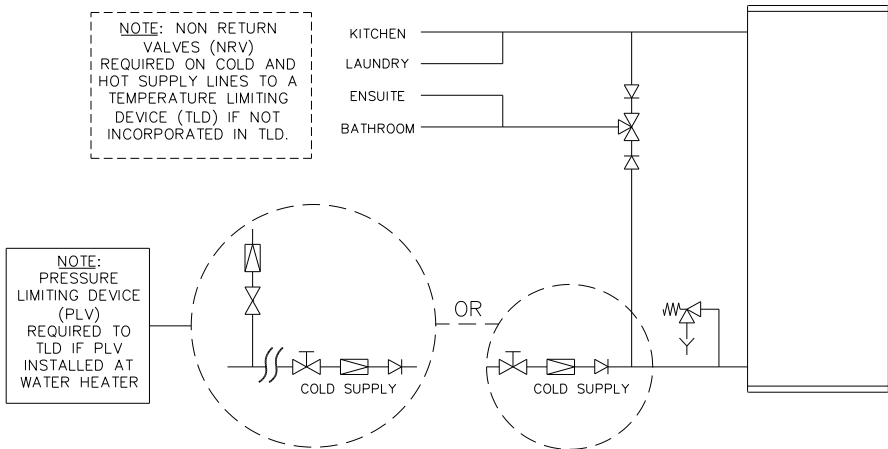 NOTE: NON RETURN
VALVES (NRV)
REQUIRED ON COLD AND
HOT SUPPLY LINES TO A
TEMPERATURE LIMITING
DEVICE (TLD) IF NOT
INCORPORATED IN TLD.
KITCHEN
LAUNDRY
ENSUITE
BATHROOM
NOTE:
PRESSURE
LIMITING DEVICE
(PLV)
REQUIRED TO
TLD IF PLV
INSTALLED AT
WATER HEATER
OR
COLD SUPPLY
COLD SUPPLY